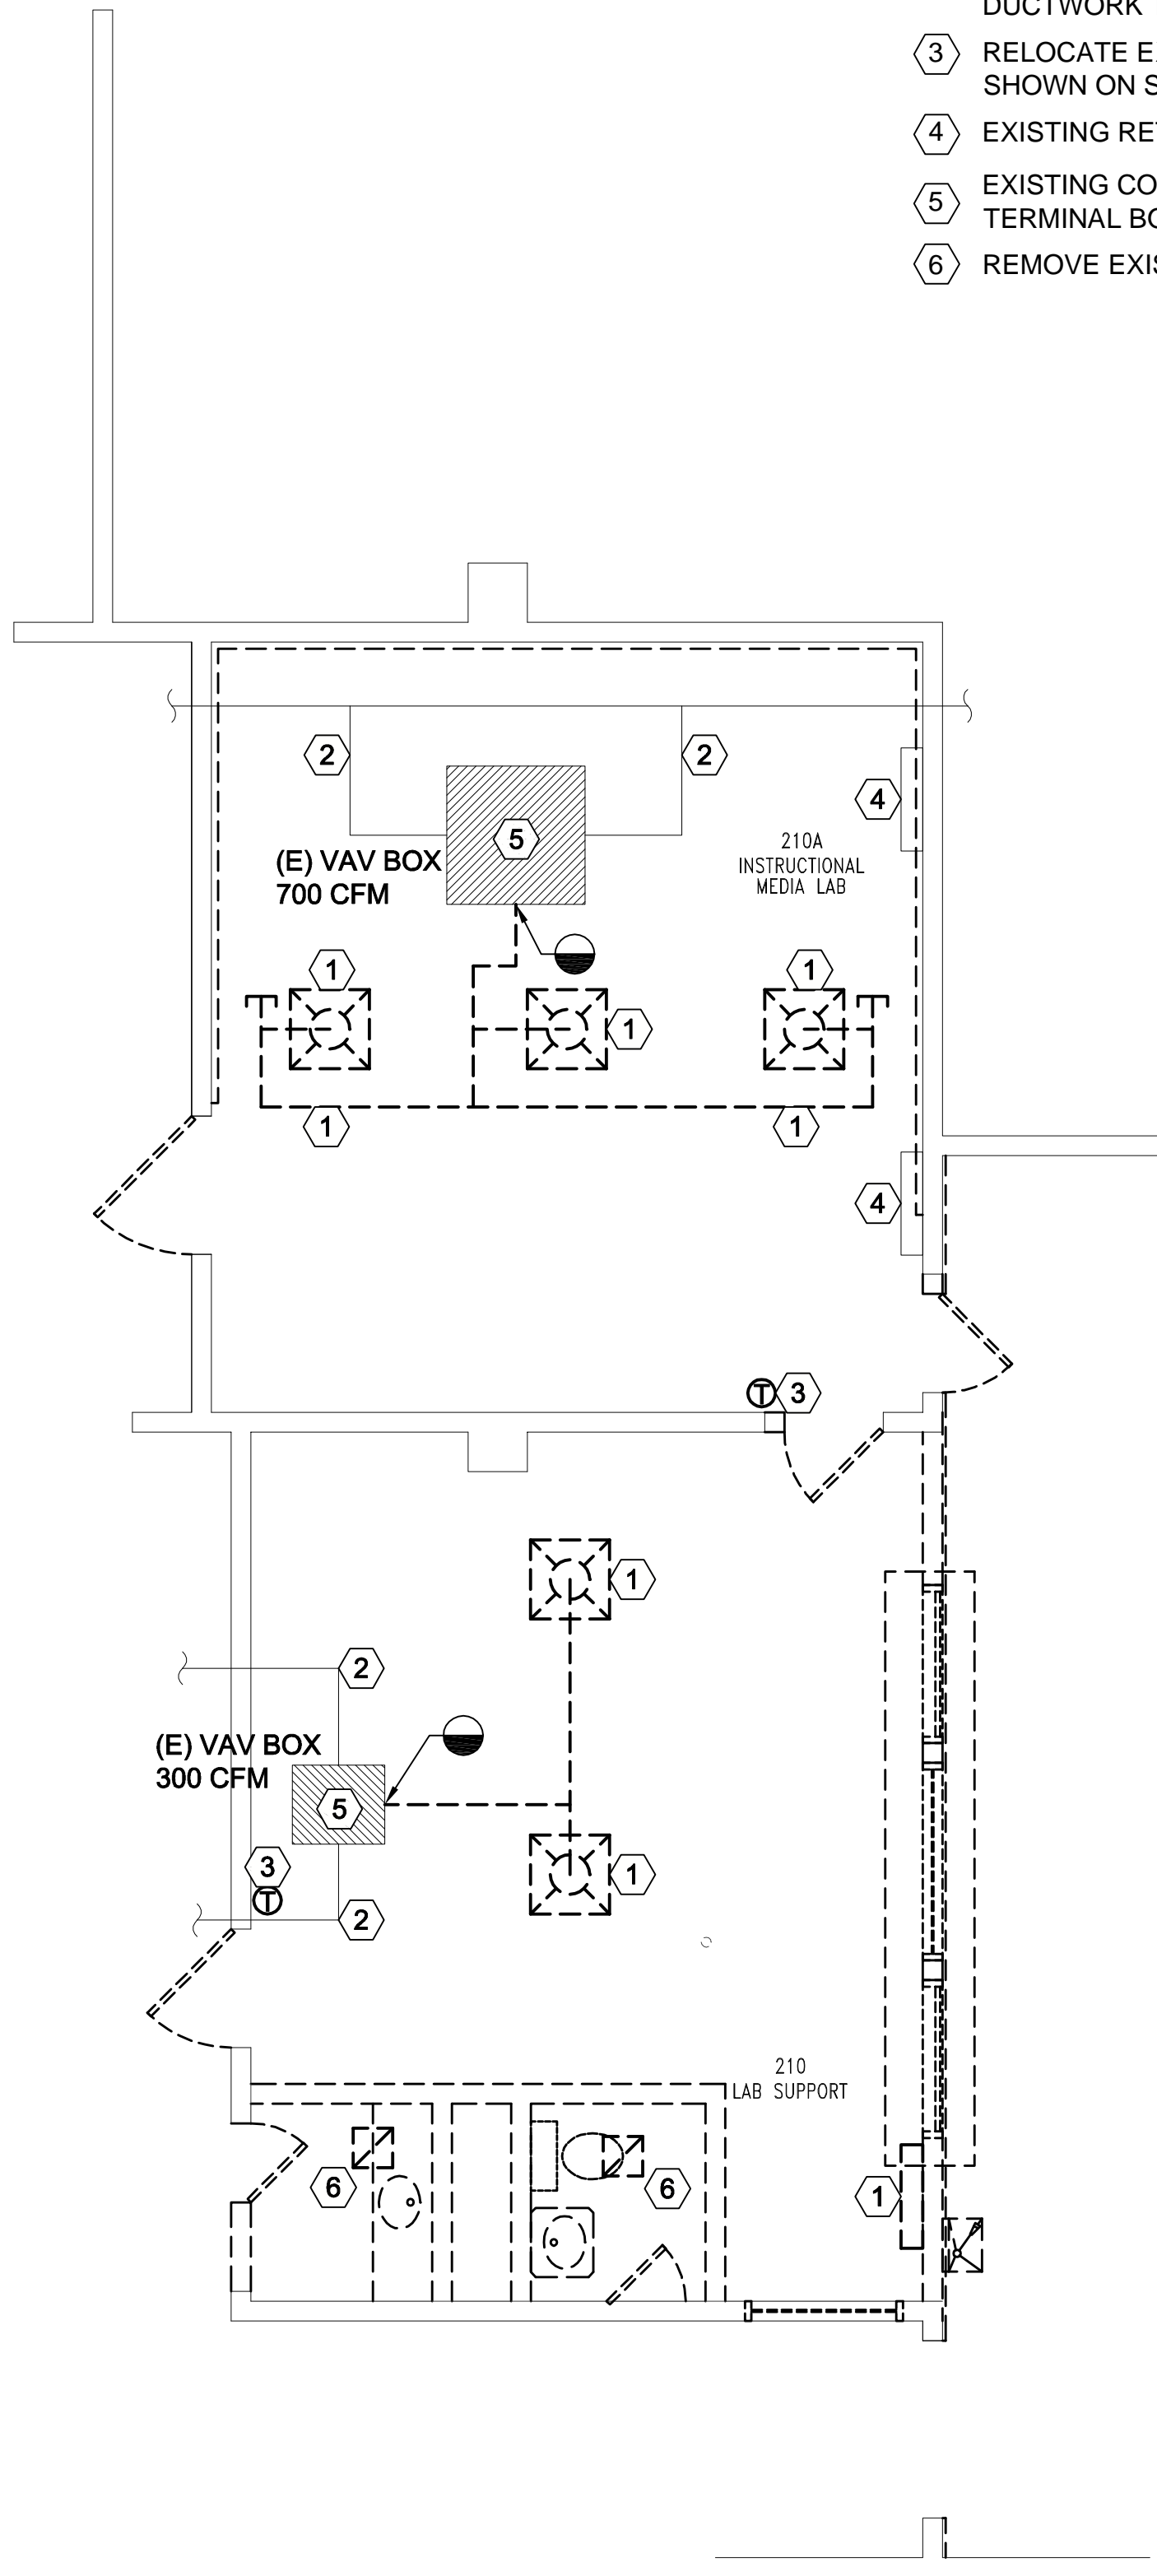 DUCTWORK
3 RELOCATE E
SHOWN ON S
4 EXISTING RE
5 EXISTING CO
TERMINAL BO
6 REMOVE EXIS
2
2
4
5
210A
INSTRUCTIONAL
MEDIA LAB
(E) VAV BOX
700 CFM
1
1
1
1
1
4
T 3
1
2
(E) VAV BOX
300 CFM
5
3
T
1
2
210
LAB SUPPORT
6
6
1